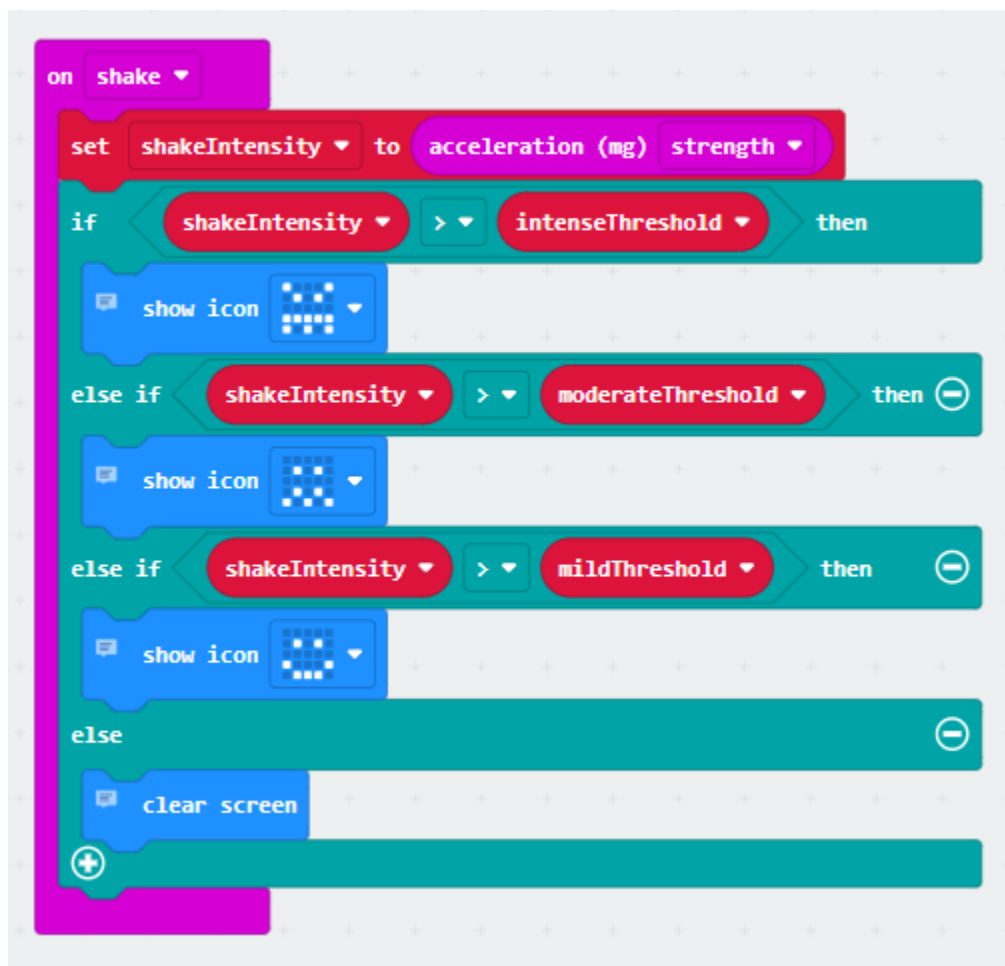 on shake
set shakeIntensity to acceleration (mg) strength
if shakeIntensity > intenseThreshold then
show icon
else if shakeIntensity > moderateThreshold then
show icon
else if shakeIntensity > mildThreshold then
show icon
else
clear screen